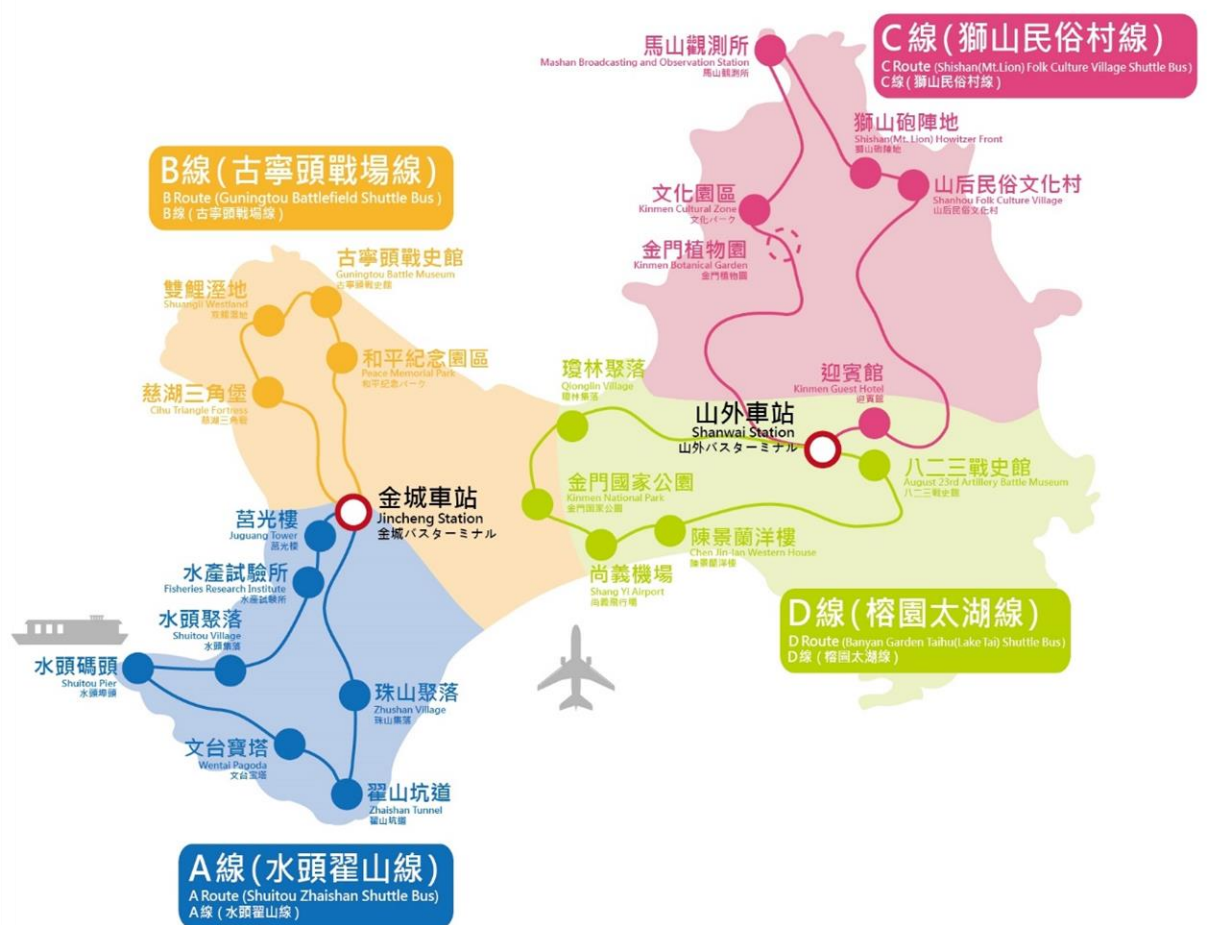 馬山觀測所
Mashan Broadcasting and Observation Station
馬山観測所
C線(獅山民俗村線)
C Route (Shishan(Mt.Lion) Folk Culture Village Shuttle Bus)
C線(獅山民俗村線)
獅山砲陣地
Shishan(Mt. Lion) Howitzer Front
獅山砲陣地
山后民俗文化村
Shanhou Folk Culture Village
山后民俗文化村
文化園區
Kinmen Cultural Zone
文化パーク
金門植物園
Kinmen Botanical Garden
金門植物園
B線(古寧頭戰場線)
B Route (Guningtou Battlefield Shuttle Bus)
B線(古寧頭戦場線)
古寧頭戰史館
Guningtou Battle Museum
古寧頭戦史館
雙鯉溼地
Shuangli Westland
双鯉湿地
和平紀念園區
Peace Memorial Park
和平紀念パーク
慈湖三角堡
Cihu Triangle Fortress
慈湖三角堡
瓊林聚落
Qionglin Village
瓊林集落
迎賓館
Kinmen Guest Hotel
迎賓館
山外車站
Shanwai Station
山外バスターミナル
八二三戰史館
August 23rd Artillery Battle Museum
八二三戦史館
金門國家公園
Kinmen National Park
金門国家公園
陳景蘭洋樓
Chen Jin-lan Western House
陳景蘭洋樓
尚義機場
Shang Yi Airport
尚義飛行場
金城車站
Jincheng Station
金城バスターミナル
莒光樓
Juguang Tower
莒光樓
水產試驗所
Fisheries Research Institute
水産試験所
水頭聚落
Shuitou Village
水頭集落
水頭碼頭
Shuitou Pier
水頭埠頭
珠山聚落
Zhushan Village
珠山集落
文台寶塔
Wentai Pagoda
文台宝塔
翟山坑道
Zhaishan Tunnel
翟山坑道
D線(榕園太湖線)
D Route (Banyan Garden Taihu(Lake Tai) Shuttle Bus)
D線(榕園太湖線)
A線(水頭翟山線)
A Route (Shuitou Zhaishan Shuttle Bus)
A線(水頭翟山線)